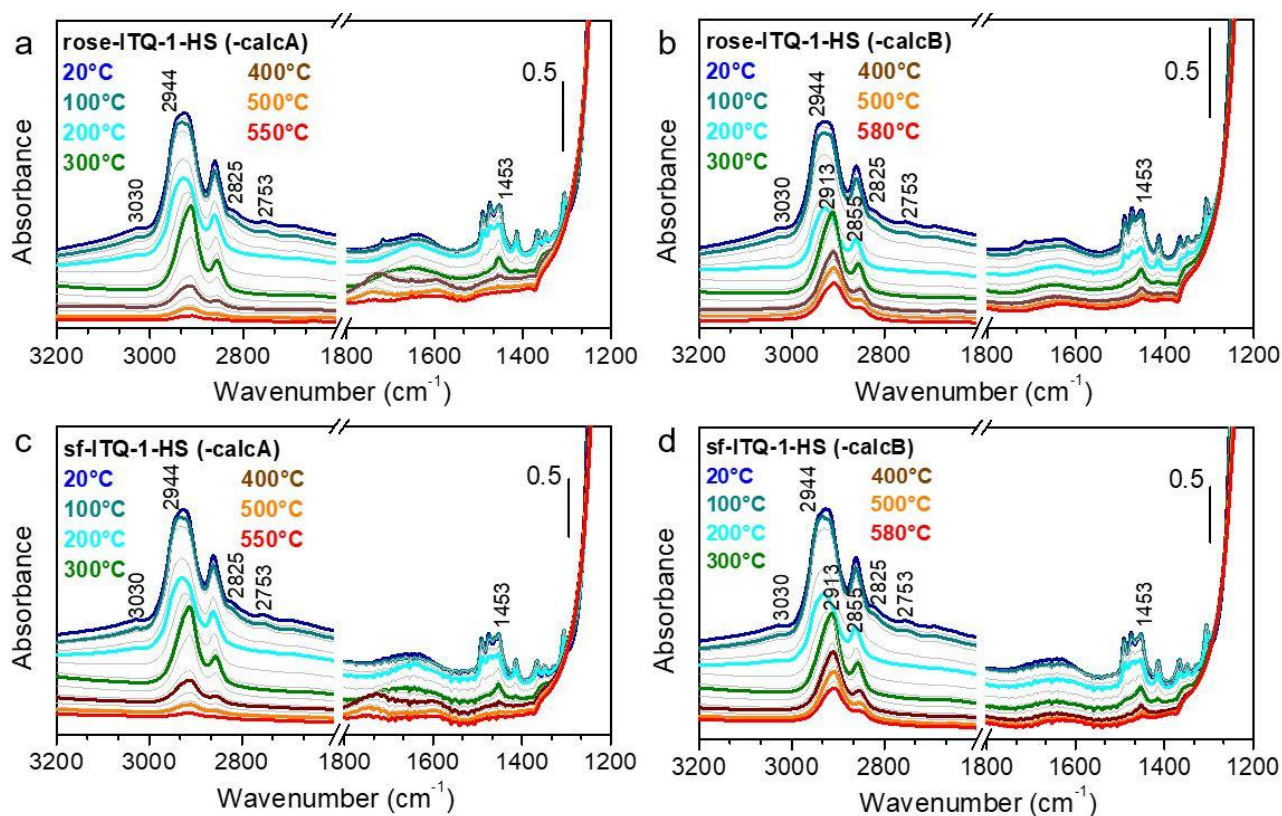 a
rose-ITQ-1-HS (-calcA)
20°C 400°C
100°C 500°C
200°C 550°C
300°C
2944
3030
2825
2753
1453
0.5
Absorbance
3200 3000 2800
1800 1600 1400 1200
Wavenumber (cm-1)
b
rose-ITQ-1-HS (-calcB)
20°C 400°C
100°C 500°C
200°C 580°C
300°C
2944
3030
2913
2855
2825
2753
1453
0.5
Absorbance
3200 3000 2800
1800 1600 1400 1200
Wavenumber (cm-1)
c
sf-ITQ-1-HS (-calcA)
20°C 400°C
100°C 500°C
200°C 550°C
300°C
2944
3030
2825
2753
1453
0.5
Absorbance
3200 3000 2800
1800 1600 1400 1200
Wavenumber (cm-1)
d
sf-ITQ-1-HS (-calcB)
20°C 400°C
100°C 500°C
200°C 580°C
300°C
2944
3030
2913
2855
2825
2753
1453
0.5
Absorbance
3200 3000 2800
1800 1600 1400 1200
Wavenumber (cm-1)